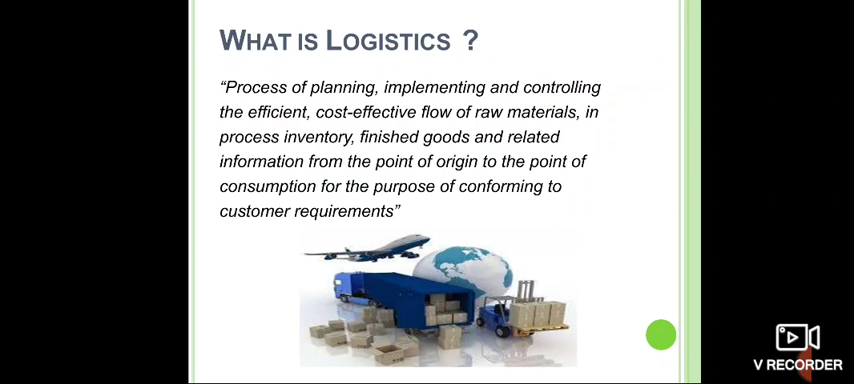 WHAT IS LOGISTICS ?
“Process of planning, implementing and controlling
the efficient, cost-effective flow of raw materials, in
process inventory, finished goods and related
information from the point of origin to the point of
consumption for the purpose of conforming to
customer requirements”
V RECORDER